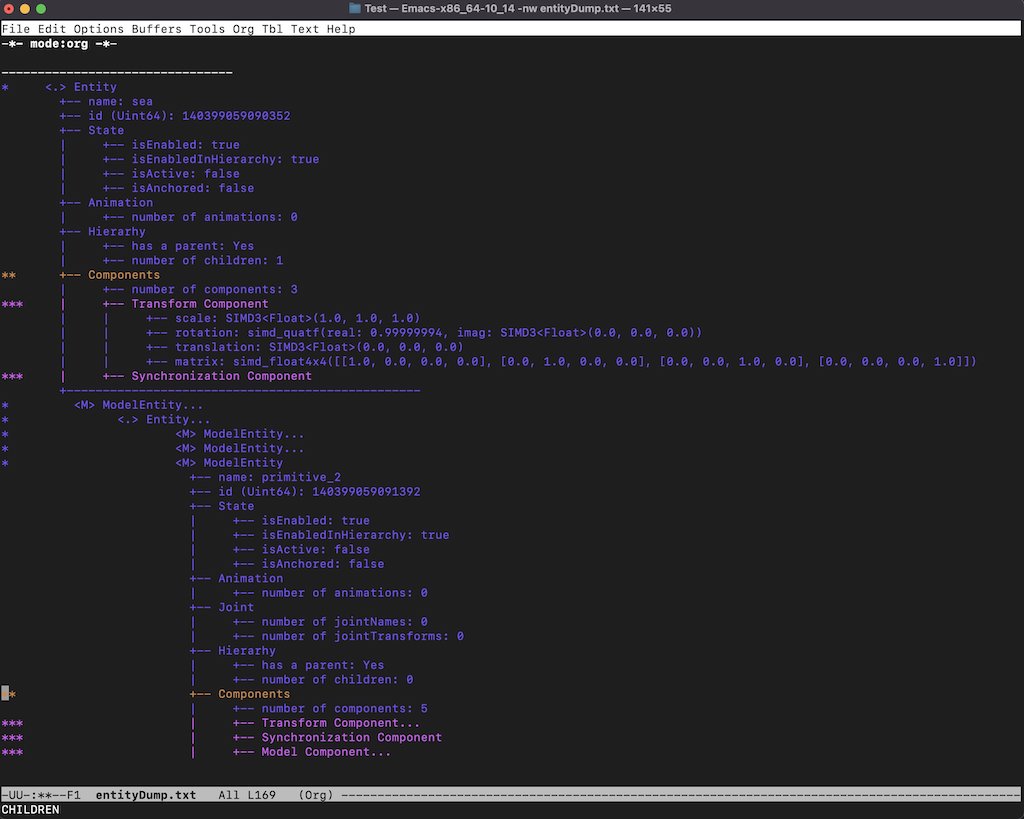 Test — Emacs-x86_64-10_14 -nw entityDump.txt — 141×55
File Edit Options Buffers Tools Org Tbl Text Help
-*- mode:org -*-
--------------------------------
*     <.> Entity
        +-- name: sea
        +-- id (Uint64): 140399059090352
        +-- State
        |     +-- isEnabled: true
        |     +-- isEnabledInHierarchy: true
        |     +-- isActive: false
        |     +-- isAnchored: false
        +-- Animation
        |     +-- number of animations: 0
        +-- Hierarhy
        |     +-- has a parent: Yes
        |     +-- number of children: 1
**      +-- Components
        |     +-- number of components: 3
***     |     +-- Transform Component
        |     |     +-- scale: SIMD3<Float>(1.0, 1.0, 1.0)
        |     |     +-- rotation: simd_quatf(real: 0.99999994, imag: SIMD3<Float>(0.0, 0.0, 0.0))
        |     |     +-- translation: SIMD3<Float>(0.0, 0.0, 0.0)
        |     |     +-- matrix: simd_float4x4([[1.0, 0.0, 0.0, 0.0], [0.0, 1.0, 0.0, 0.0], [0.0, 0.0, 1.0, 0.0], [0.0, 0.0, 0.0, 1.0]])
***     |     +-- Synchronization Component
        +-------------------------------------------------
*         <M> ModelEntity...
*               <.> Entity...
*                       <M> ModelEntity...
*                       <M> ModelEntity...
*                       <M> ModelEntity
                          +-- name: primitive_2
                          +-- id (Uint64): 140399059091392
                          +-- State
                          |     +-- isEnabled: true
                          |     +-- isEnabledInHierarchy: true
                          |     +-- isActive: false
                          |     +-- isAnchored: false
                          +-- Animation
                          |     +-- number of animations: 0
                          +-- Joint
                          |     +-- number of jointNames: 0
                          |     +-- number of jointTransforms: 0
                          +-- Hierarhy
                          |     +-- has a parent: Yes
                          |     +-- number of children: 0
**                        +-- Components
                          |     +-- number of components: 5
***                       |     +-- Transform Component...
***                       |     +-- Synchronization Component
***                       |     +-- Model Component...
-UU-:**--F1  entityDump.txt   All L169   (Org) ----------------------------------------------------------------------------------------------
CHILDREN